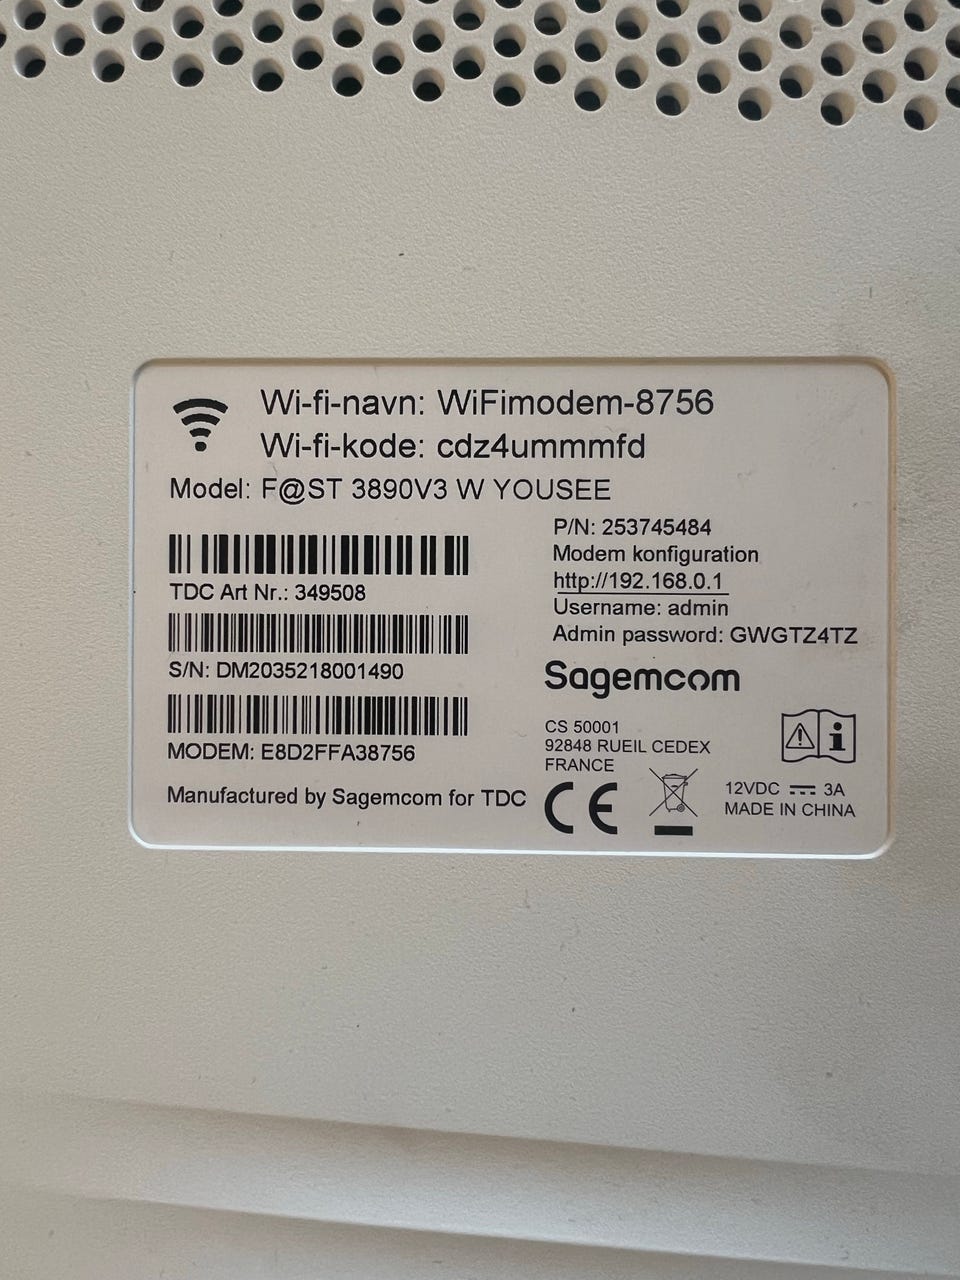 Wi-fi-navn: WiFimodem-8756
Wi-fi-kode: cdz4ummmfd
Model: F@ST 3890V3 W YOUSEE
TDC Art Nr.: 349508
S/N: DM2035218001490
MODEM: E8D2FFA38756
Manufactured by Sagemcom for TDC
P/N: 253745484
Modem konfiguration
http://192.168.0.1
Username: admin
Admin password: GWGTZ4TZ
Sagemcom
CS 50001
92848 RUEIL CEDEX
FRANCE
CE
12VDC ⎓ 3A
MADE IN CHINA